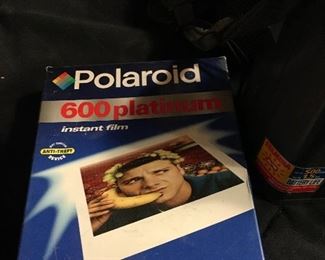 Polaroid
600 platinum
instant film
ANTI-THEFT
DEVICE